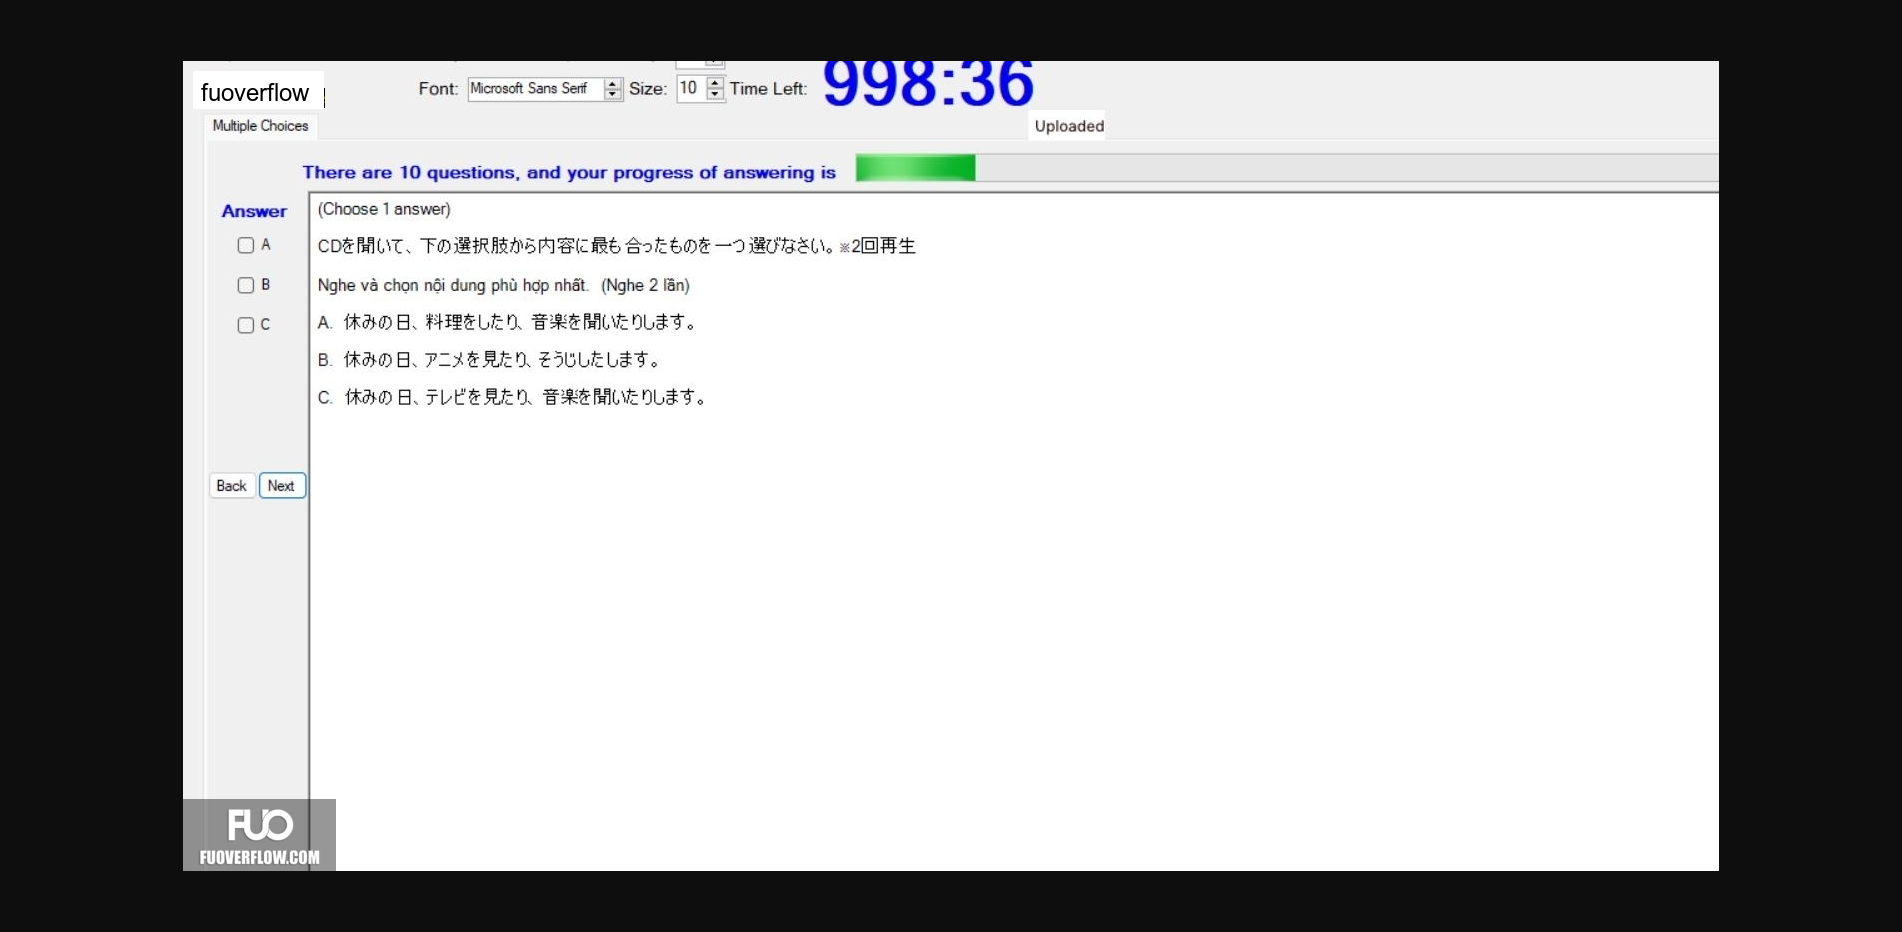 fuoverflow
Font: Microsoft Sans Serif Size: 10 Time Left: 998:36
Multiple Choices
Uploaded
There are 10 questions, and your progress of answering is
Answer
(Choose 1 answer)
A
CDを聞いて、下の選択肢から内容に最も合ったものを一つ選びなさい。※2回再生
B
Nghe và chọn nội dung phù hợp nhất. (Nghe 2 lần)
C
A. 休みの日、料理をしたり、音楽を聞いたりします。
B. 休みの日、アニメを見たり、そうじしたします。
C. 休みの日、テレビを見たり、音楽を聞いたりします。
Back Next
FUO
FUOVERFLOW.COM